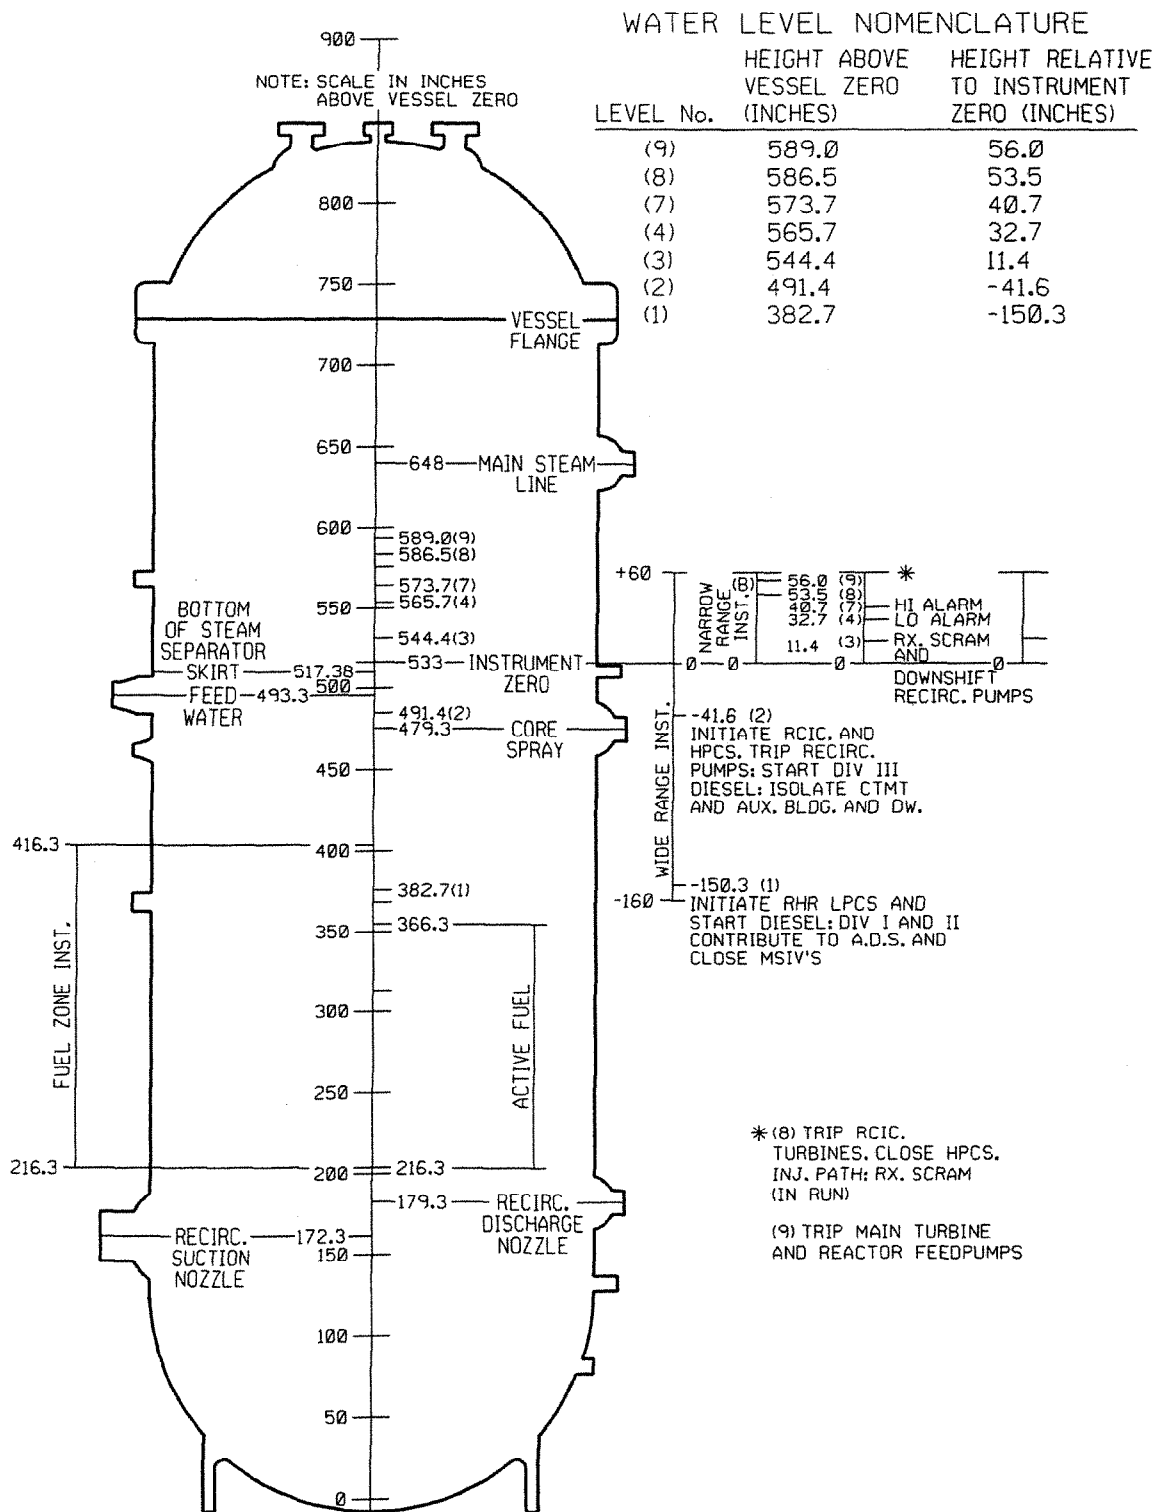 WATER LEVEL NOMENCLATURE
LEVEL No. HEIGHT ABOVE VESSEL ZERO (INCHES) HEIGHT RELATIVE TO INSTRUMENT ZERO (INCHES)
(9) 589.0 56.0
(8) 586.5 53.5
(7) 573.7 40.7
(4) 565.7 32.7
(3) 544.4 11.4
(2) 491.4 -41.6
(1) 382.7 -150.3
900
NOTE: SCALE IN INCHES
ABOVE VESSEL ZERO
800
750
VESSEL
FLANGE
700
650
648 MAIN STEAM
LINE
600
589.0(9)
586.5(8)
573.7(7)
565.7(4)
550
544.4(3)
BOTTOM
OF STEAM
SEPARATOR
SKIRT 517.38
533 INSTRUMENT
ZERO
500
FEED 493.3
WATER
491.4(2)
479.3 CORE
SPRAY
450
416.3
400
382.7(1)
366.3
350
FUEL ZONE INST.
300
ACTIVE FUEL
250
216.3
216.3
200
179.3 RECIRC.
DISCHARGE
NOZZLE
RECIRC. 172.3
SUCTION
NOZZLE
150
100
50
0
+60
NARROW
RANGE
INST.
(8)
56.0 (9)
53.5 (8)
40.7 (7) HI ALARM
32.7 (4) LO ALARM
11.4 (3) RX. SCRAM
AND
DOWNSHIFT
RECIRC. PUMPS
*
0 0 0 0
WIDE RANGE INST.
-41.6 (2)
INITIATE RCIC. AND
HPCS. TRIP RECIRC.
PUMPS: START DIV III
DIESEL: ISOLATE CTMT
AND AUX. BLDG. AND DW.
-150.3 (1)
-160
INITIATE RHR LPCS AND
START DIESEL: DIV I AND II
CONTRIBUTE TO A.D.S. AND
CLOSE MSIV'S
*(8) TRIP RCIC.
TURBINES. CLOSE HPCS.
INJ. PATH: RX. SCRAM
(IN RUN)
(9) TRIP MAIN TURBINE
AND REACTOR FEEDPUMPS